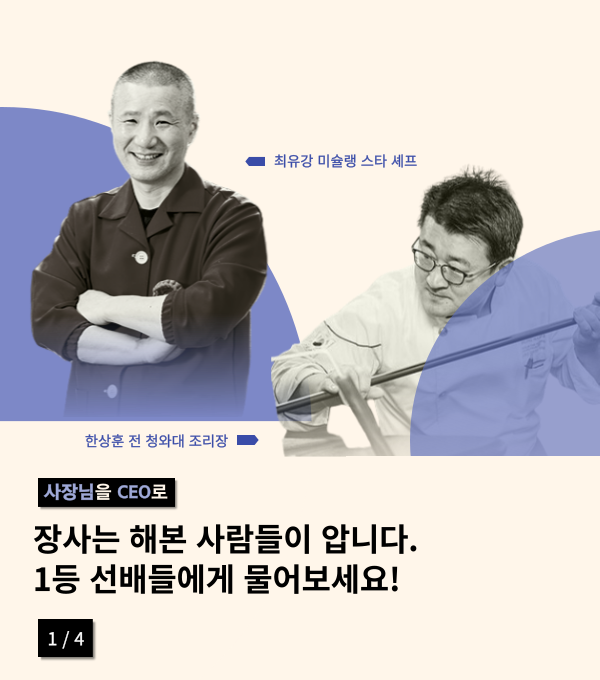 최유강 미슐랭 스타 셰프
한상훈 전 청와대 조리장
사장님을 CEO로
장사는 해본 사람들이 압니다.
1등 선배들에게 물어보세요!
1 / 4